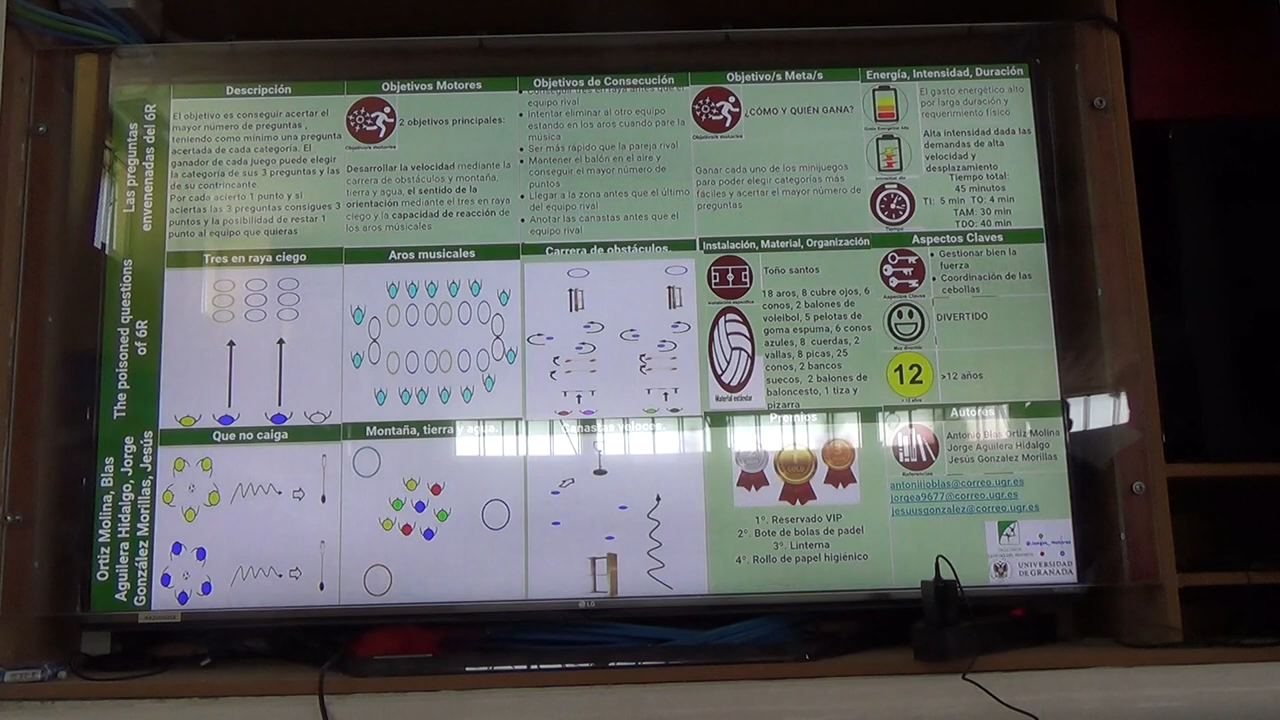 Las preguntas
envenenadas del 6R
The poisoned questions
of 6R
Ortiz Molina, Blas
Aguilera Hidalgo, Jorge
González Morillas, Jesús
Descripción
El objetivo es conseguir acertar el
mayor numero de preguntas ,
teniendo como mínimo una pregunta
acertada de cada categoría. El
ganador de cada juego puede elegir
la categoría de sus 3 preguntas y las
de su contrincante.
Por cada acierto 1 punto y si
aciertas las 3 preguntas consigues 3
puntos y la posibilidad de restar 1
punto al equipo que quieras
Objetivos Motores
Objetivos motrices
2 objetivos principales:
Desarrollar la velocidad mediante la
carrera de obstáculos y montaña,
tierra y agua, el sentido de la
orientación mediante el tres en raya
ciego y la capacidad de reacción de
los aros músicales
Objetivos de Consecución
equipo rival
• Intentar eliminar al otro equipo
estando en los aros cuando pare la
música
• Ser más rápido que la pareja rival
• Mantener el balón en el aire y
conseguir el mayor número de
puntos
• Llegar a la zona antes que el último
del equipo rival
• Anotar las canastas antes que el
equipo rival
Objetivo/s Meta/s
Objetivos motrices
¿CÓMO Y QUIÉN GANA?
Ganar cada uno de los minijuegos
para poder elegir categorías más
fáciles y acertar el mayor número de
preguntas
Energía, Intensidad, Duración
Gasto Energético Alto
El gasto energético alto
por larga duración y
requerimiento físico
Alta intensidad dadas las
demandas de alta
velocidad y
desplazamiento
Tiempo
Tiempo total:
45 minutos
TI: 5 min TO: 4 min
TAM: 30 min
TDO: 40 min
Tres en raya ciego
Aros musicales
Carrera de obstáculos.
Instalación, Material, Organización
Toño santos
18 aros, 8 cubre ojos, 6
conos, 2 balones de
voleibol, 5 pelotas de
goma espuma, 6 conos
azules, 8 cuerdas, 2
vallas, 8 picas, 25
conos, 2 bancos
suecos, 2 balones de
baloncesto, 1 tiza y
pizarra
Material estándar
Aspectos Claves
Aspectos Claves
• Gestionar bien la
fuerza
• Coordinación de las
cebollas
DIVERTIDO
12
>12 años
Que no caiga
Montaña, tierra y agua.
Canastas veloces.
Premios
1º. Reservado VIP
2º. Bote de bolas de padel
3º. Linterna
4º. Rollo de papel higiénico
Autores
Referencias
Antonio Blas Ortiz Molina
Jorge Aguilera Hidalgo
Jesús Gonzalez Morillas
antoniioblas@correo.ugr.es
jorgea9677@correo.ugr.es
jesuusgonzalez@correo.ugr.es
UNIVERSIDAD
DE GRANADA
LG